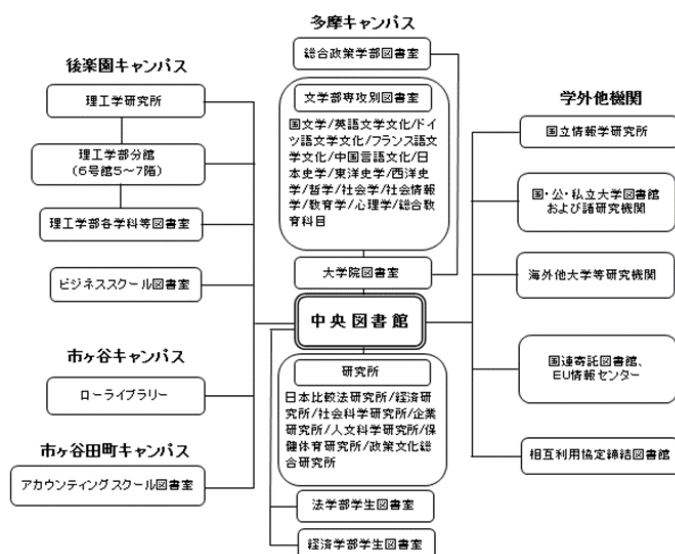 多摩キャンパス
総合政策学部図書室
文学部専攻別図書室
国文学/英語文学文化/ドイ
ツ語文学文化/フランス語文
学文化/中国言語文化/日
本史学/東洋史学/西洋史
学/哲学/社会学/社会情報
学/教育学/心理学/総合教
育科目
大学院図書室
中央図書館
研究所
日本比較法研究所/経済研
究所/社会科学研究所/企業
研究所/人文科学研究所/保
健体育研究所/政策文化総
合研究所
法学部学生図書室
経済学部学生図書室
後楽園キャンパス
理工学研究所
理工学部分館
(6号館5～7階)
理工学部各学科等図書室
ビジネススクール図書室
市ヶ谷キャンパス
ローライブラリー
市ヶ谷田町キャンパス
アカウンティングスクール図書室
学外他機関
国立情報学研究所
国・公・私立大学図書館
および諸研究機関
海外他大学等研究機関
国連寄託図書館、
EU情報センター
相互利用協定締結図書館